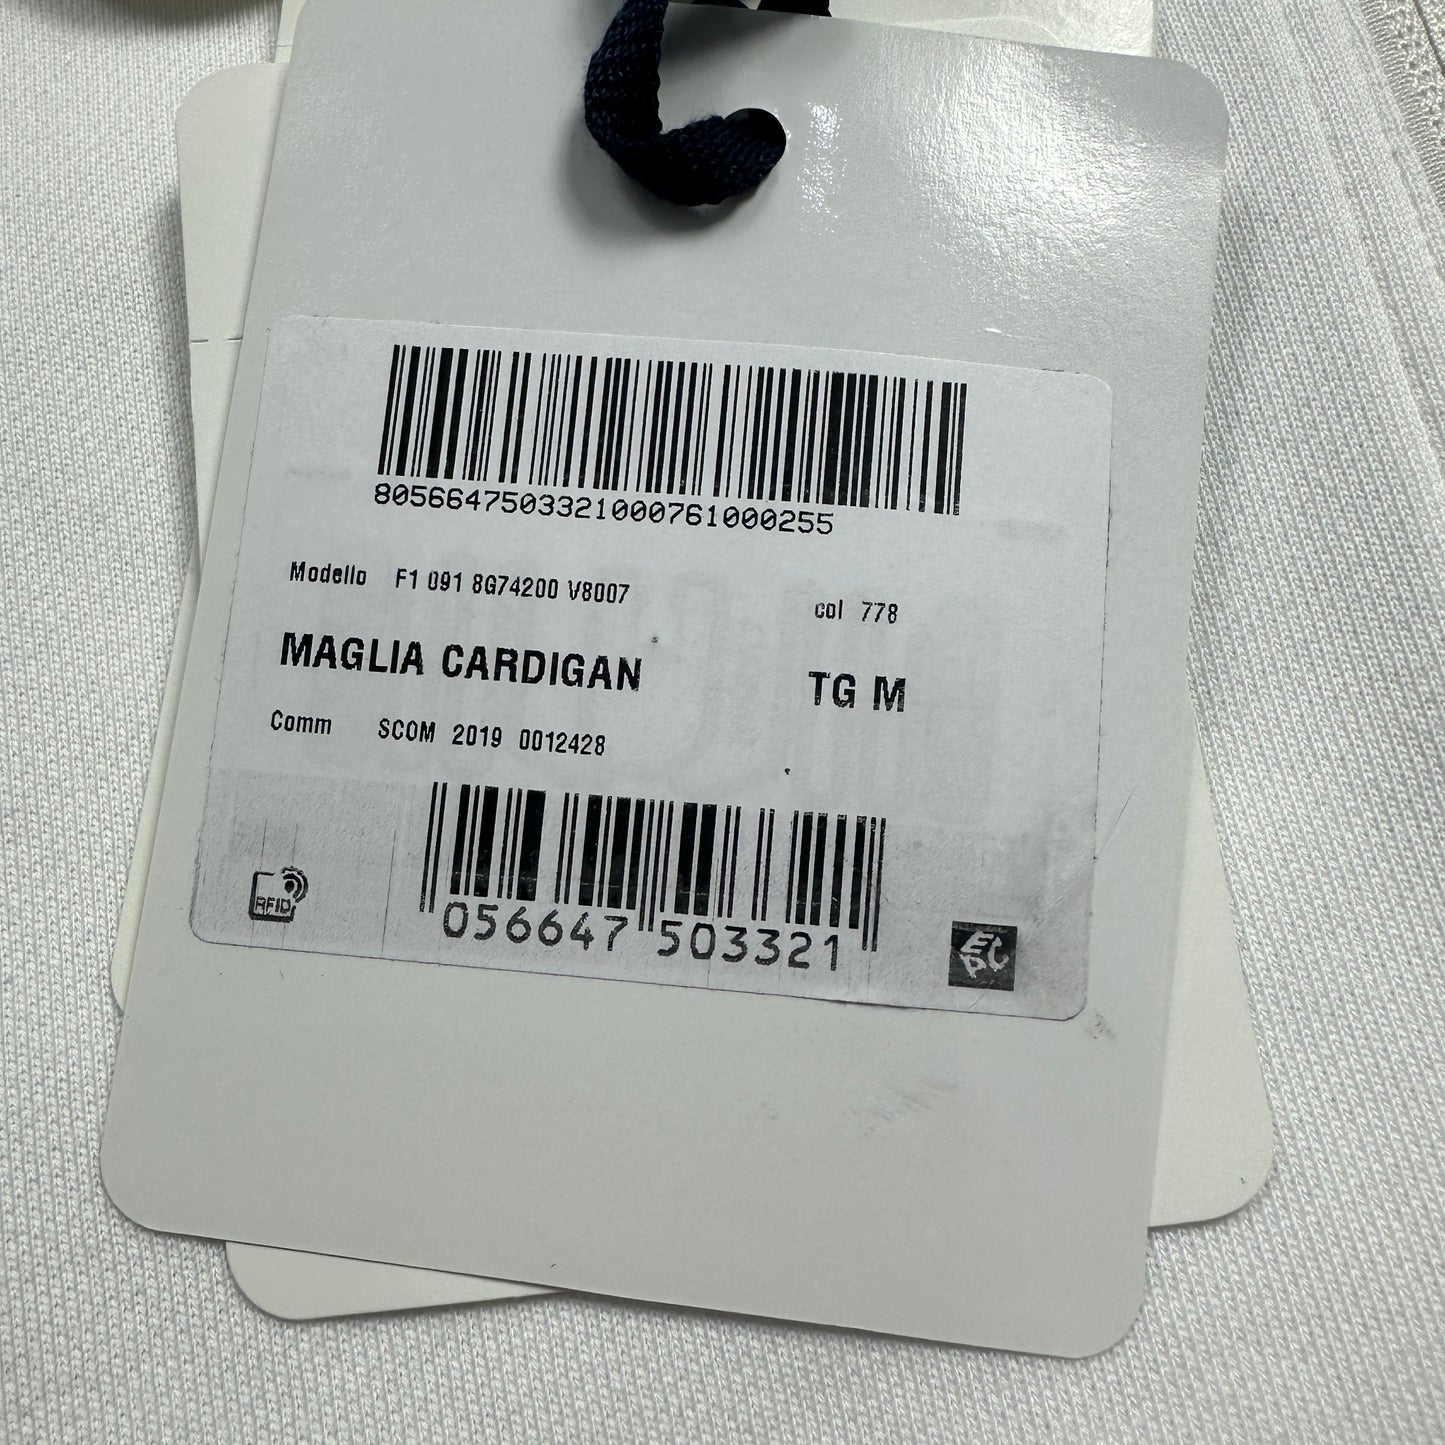 8056647503321000761000255
Modello F1 091 8G74200 V8007
col 778
MAGLIA CARDIGAN
TG M
Comm SCOM 2019 0012428
RFID
056647 503321
EPC